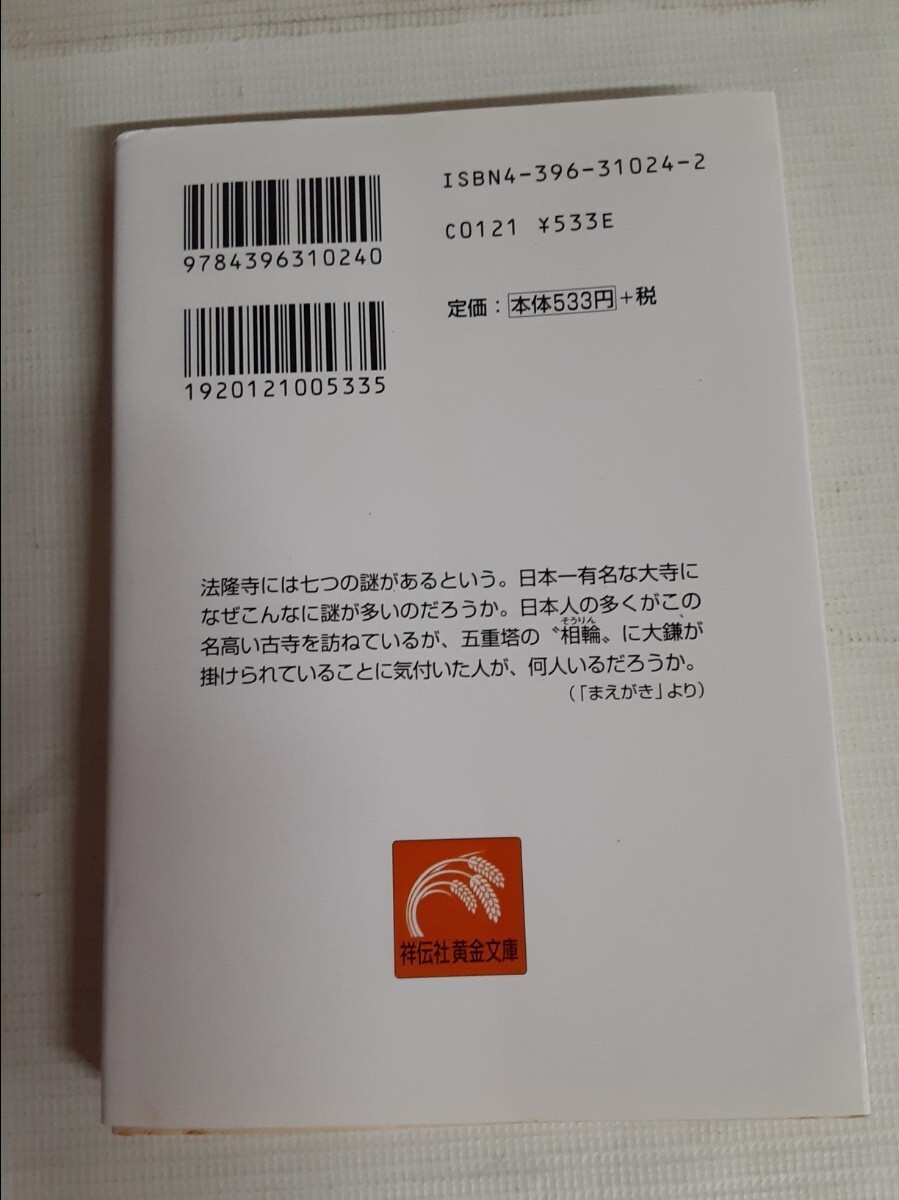 9784396310240
1920121005335
ISBN4-396-31024-2
C0121 ¥533E
定価：本体533円+税
法隆寺には七つの謎があるという。日本一有名な大寺に
なぜこんなに謎が多いのだろうか。日本人の多くがこの
そうりん
名高い古寺を訪ねているが、五重塔の〝相輪〟に大鎌が
掛けられていることに気付いた人が、何人いるだろうか。
（「まえがき」より）
祥伝社黄金文庫